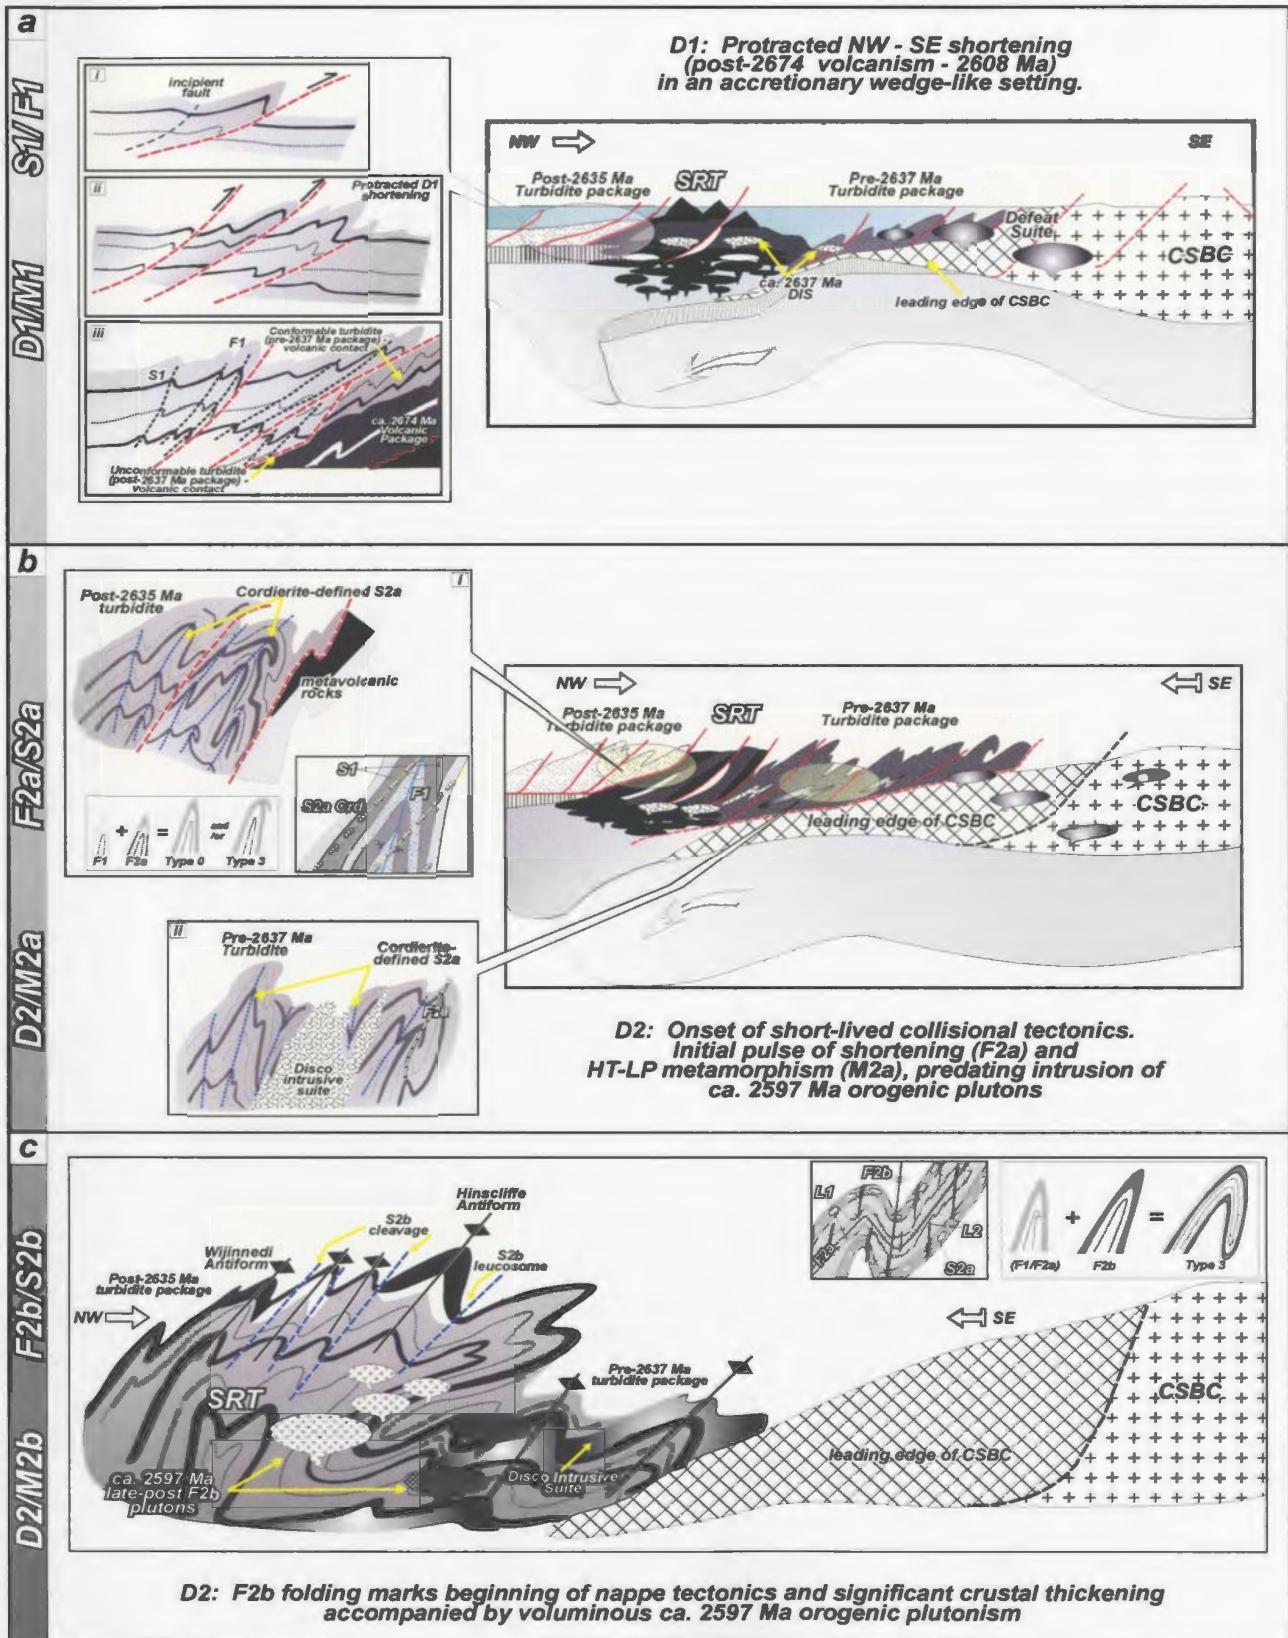 a
S1/F1
D1/M1
D1: Protracted NW - SE shortening
(post-2674 volcanism - 2608 Ma)
in an accretionary wedge-like setting.
i
incipient
fault
ii
Protracted D1
shortening
iii
F1
S1
Conformable turbidite
(pre-2637 Ma package) -
volcanic contact
ca. 2674 Ma
Volcanic
Package
Unconformable turbidite
(post-2637 Ma package) -
volcanic contact
NW
SE
Post-2635 Ma
Turbidite package
SRT
Pre-2637 Ma
Turbidite package
Defeat
Suite
CSBC
ca. 2637 Ma
DIS
leading edge of CSBC
b
F2a/S2a
D2/M2a
i
Post-2635 Ma
turbidite
Cordierite-defined S2a
metavolcanic
rocks
S1
F1
S2a Crd
F1
+
F2a
=
Type 0
and
/or
Type 3
NW
SE
Post-2635 Ma
Turbidite package
SRT
Pre-2637 Ma
Turbidite package
CSBC
leading edge of CSBC
ii
Pre-2637 Ma
Turbidite
Cordierite-
defined S2a
Disco
intrusive
suite
D2: Onset of short-lived collisional tectonics.
Initial pulse of shortening (F2a) and
HT-LP metamorphism (M2a), predating intrusion of
ca. 2597 Ma orogenic plutons
c
F2b/S2b
D2/M2b
Hinscliffe
Antiform
S2b
cleavage
Wijinnedi
Antiform
S2b
leucosome
Post-2635 Ma
turbidite package
NW
SE
F2b
L1
L2
F2a
S2a
(F1/F2a)
+
F2b
=
Type 3
SRT
Pre-2637 Ma
turbidite package
CSBC
leading edge of CSBC
Disco Intrusive
Suite
ca. 2597 Ma
late-post F2b
plutons
D2: F2b folding marks beginning of nappe tectonics and significant crustal thickening
accompanied by voluminous ca. 2597 Ma orogenic plutonism